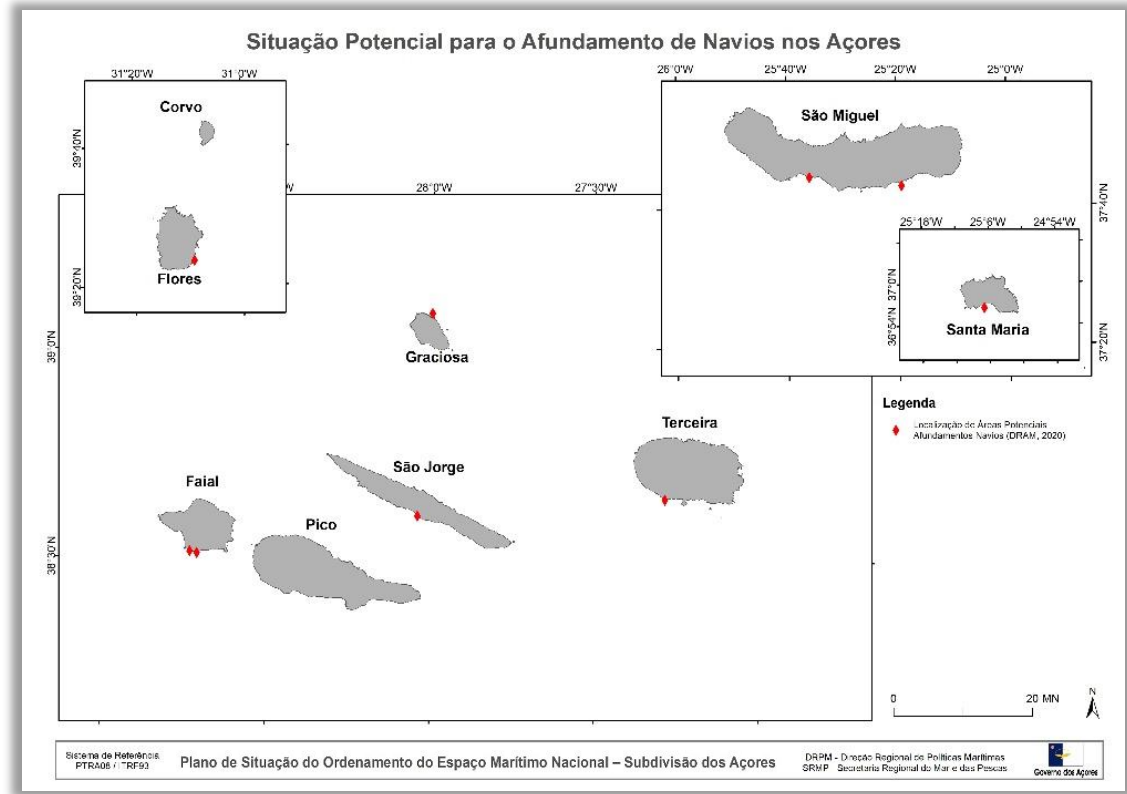 Situação Potencial para o Afundamento de Navios nos Açores
31°20'W
31°0'W
Corvo
39°40'N
39°20'N
Flores
28°0'W
27°30'W
39°0'N
38°30'N
Graciosa
Terceira
São Jorge
Faial
Pico
26°0'W
25°40'W
25°20'W
25°0'W
São Miguel
37°40'N
37°20'N
25°18'W
25°6'W
24°54'W
37°0'N
36°54'N
Santa Maria
Legenda
Localização de Áreas Potenciais
Afundamentos Navios (DRAM, 2020)
0
20 MN
N
Sistema de Referência
PTRA08 / ITRF93
Plano de Situação do Ordenamento do Espaço Marítimo Nacional – Subdivisão dos Açores
DRPM - Direção Regional de Políticas Marítimas
SRMP - Secretaria Regional do Mar e das Pescas
Governo dos Açores